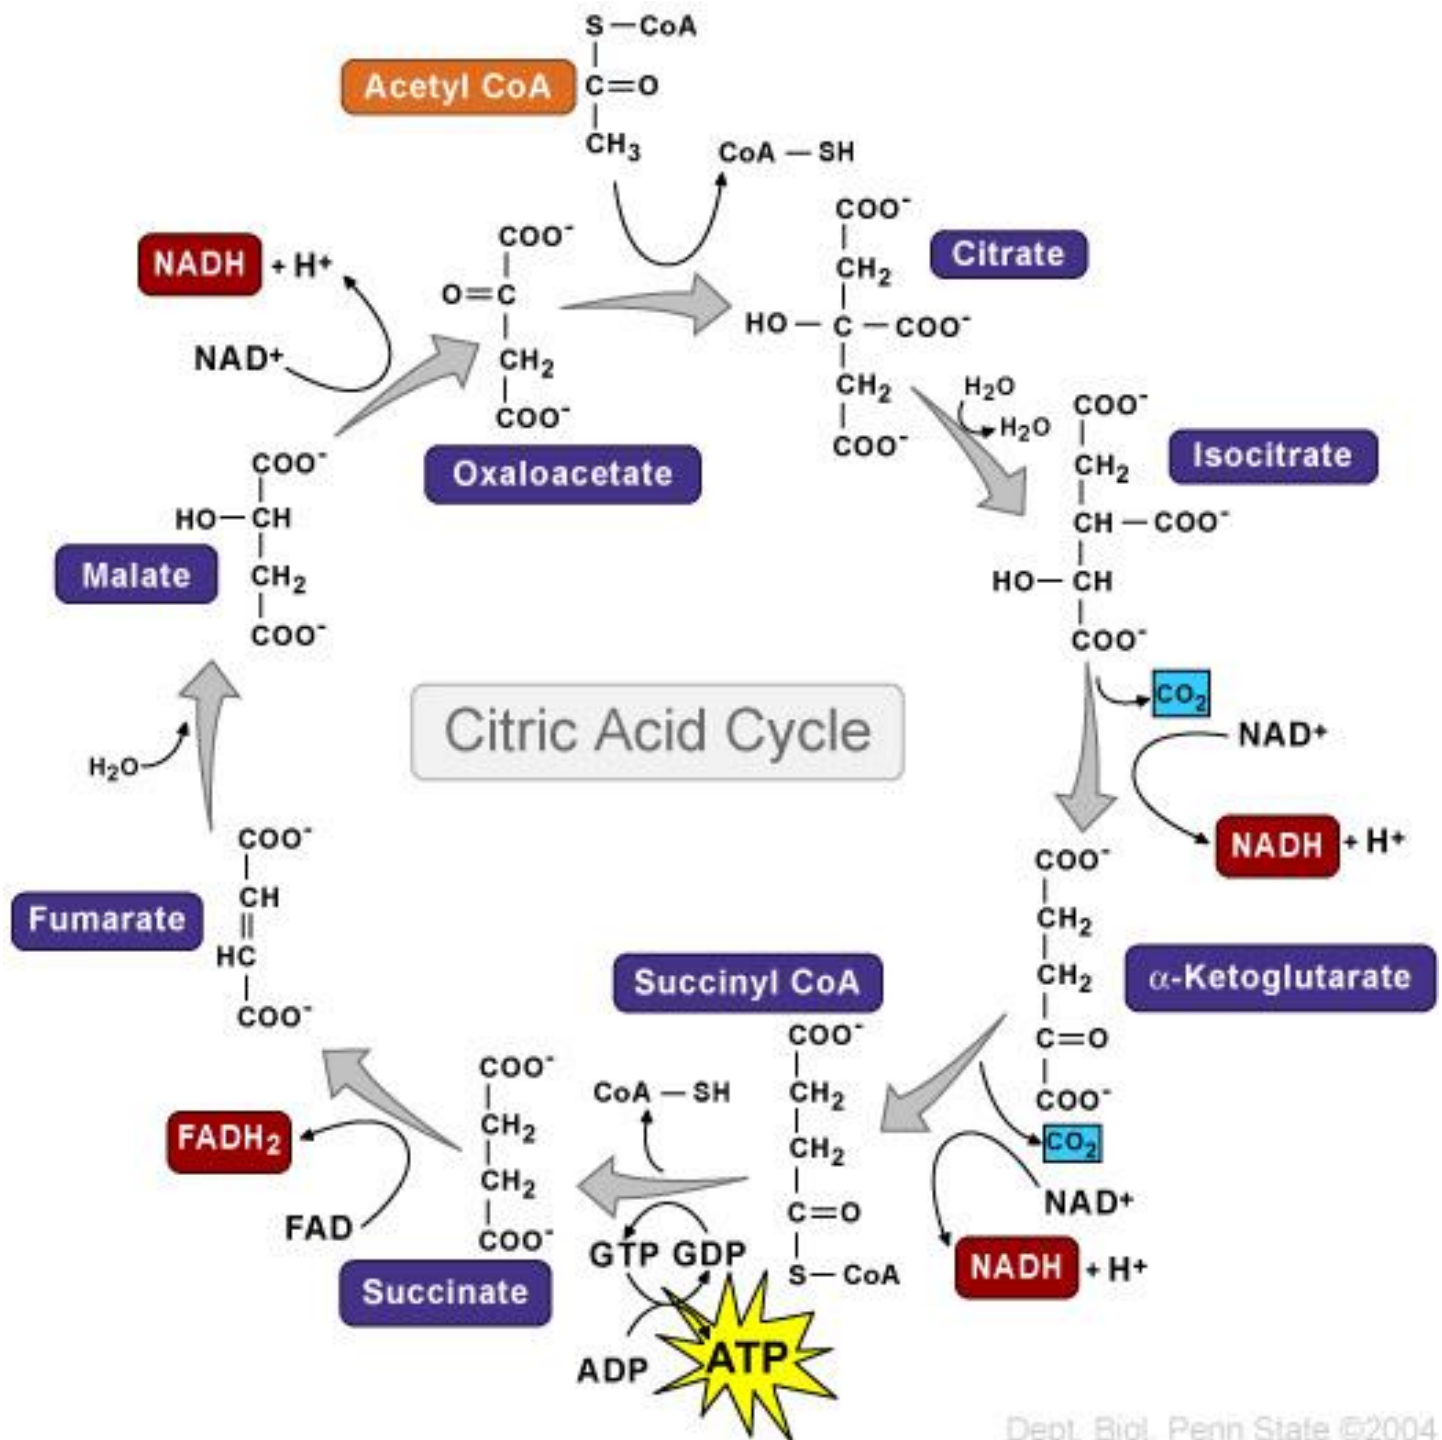 S — CoA
Acetyl CoA
C=O
CH₃
CoA — SH
COO⁻
CH₂
HO — C — COO⁻
CH₂
COO⁻
Citrate
NADH + H⁺
NAD⁺
COO⁻
O=C
CH₂
COO⁻
Oxaloacetate
H₂O
H₂O
COO⁻
CH₂
CH — COO⁻
HO — CH
COO⁻
Isocitrate
COO⁻
HO — CH
CH₂
COO⁻
Malate
Citric Acid Cycle
CO₂
NAD⁺
NADH + H⁺
H₂O
COO⁻
CH
HC
COO⁻
Fumarate
COO⁻
CH₂
CH₂
C=O
COO⁻
α-Ketoglutarate
Succinyl CoA
COO⁻
CH₂
CH₂
C=O
S — CoA
CO₂
NAD⁺
NADH + H⁺
CoA — SH
COO⁻
CH₂
CH₂
COO⁻
Succinate
FADH₂
FAD
GTP GDP
ADP
ATP
Dept. Biol. Penn State ©2004